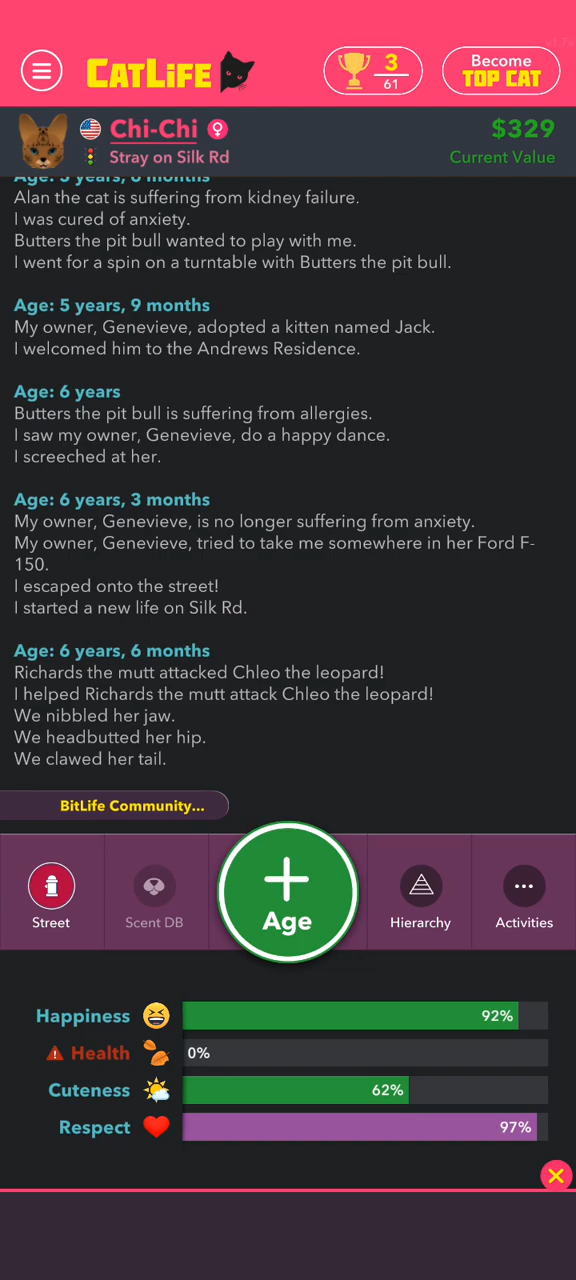 CATLIFE
3
61
Become
TOP CAT
Chi-Chi
$329
Stray on Silk Rd
Current Value
Age: 5 years, 6 months
Alan the cat is suffering from kidney failure.
I was cured of anxiety.
Butters the pit bull wanted to play with me.
I went for a spin on a turntable with Butters the pit bull.
Age: 5 years, 9 months
My owner, Genevieve, adopted a kitten named Jack.
I welcomed him to the Andrews Residence.
Age: 6 years
Butters the pit bull is suffering from allergies.
I saw my owner, Genevieve, do a happy dance.
I screeched at her.
Age: 6 years, 3 months
My owner, Genevieve, is no longer suffering from anxiety.
My owner, Genevieve, tried to take me somewhere in her Ford F-
150.
I escaped onto the street!
I started a new life on Silk Rd.
Age: 6 years, 6 months
Richards the mutt attacked Chleo the leopard!
I helped Richards the mutt attack Chleo the leopard!
We nibbled her jaw.
We headbutted her hip.
We clawed her tail.
BitLife Community...
Street
Scent DB
Age
Hierarchy
Activities
Happiness
92%
Health
0%
Cuteness
62%
Respect
97%